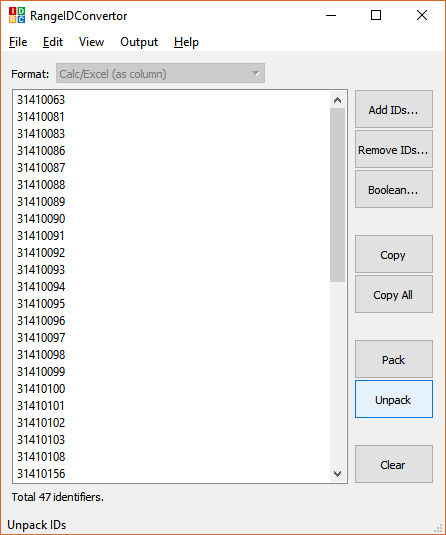 RangeIDConvertor
File Edit View Output Help
Format: Calc/Excel (as column)
31410063
31410081
31410083
31410086
31410087
31410088
31410089
31410090
31410091
31410092
31410093
31410094
31410095
31410096
31410097
31410098
31410099
31410100
31410101
31410102
31410103
31410108
31410156
Add IDs...
Remove IDs...
Boolean...
Copy
Copy All
Pack
Unpack
Clear
Total 47 identifiers.
Unpack IDs